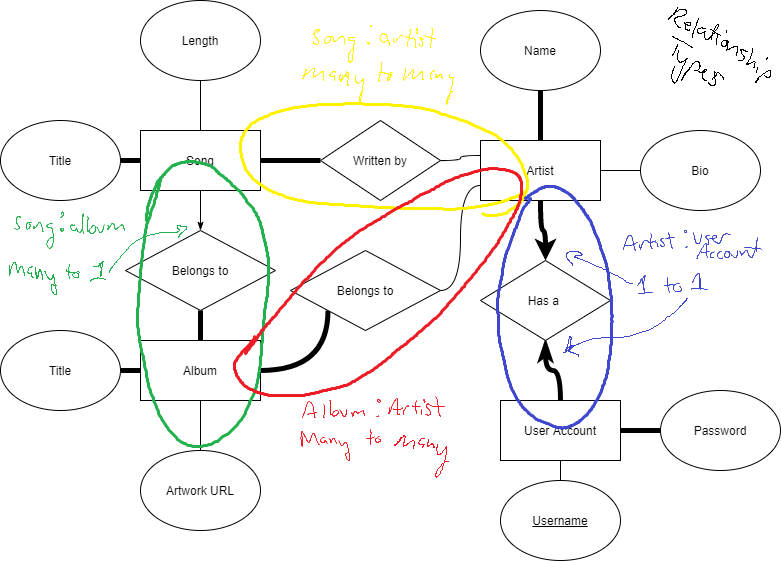 Length
Song : artist
many to many
Name
Relationship
Types
Title
Song
Written by
Artist
Bio
Song : album
many to 1
Belongs to
Belongs to
Artist : User
Account
1 to 1
Has a
Title
Album
Album : Artist
Many to many
User Account
Password
Artwork URL
Username